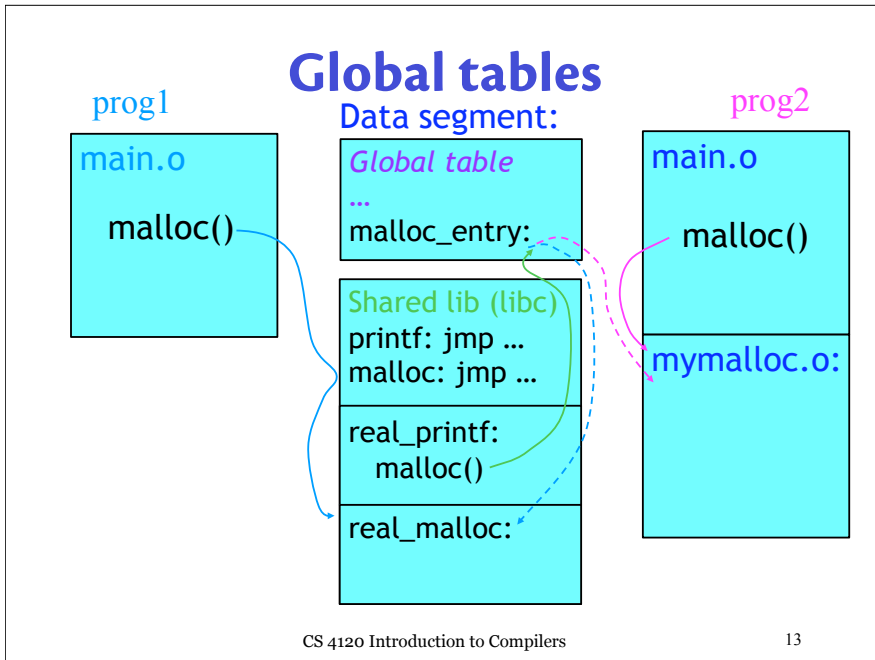 Global tables
prog1
Data segment:
prog2
main.o
malloc()
Global table
...
malloc_entry:
Shared lib (libc)
printf: jmp ...
malloc: jmp ...
real_printf:
malloc()
real_malloc:
main.o
malloc()
mymalloc.o:
CS 4120 Introduction to Compilers
13